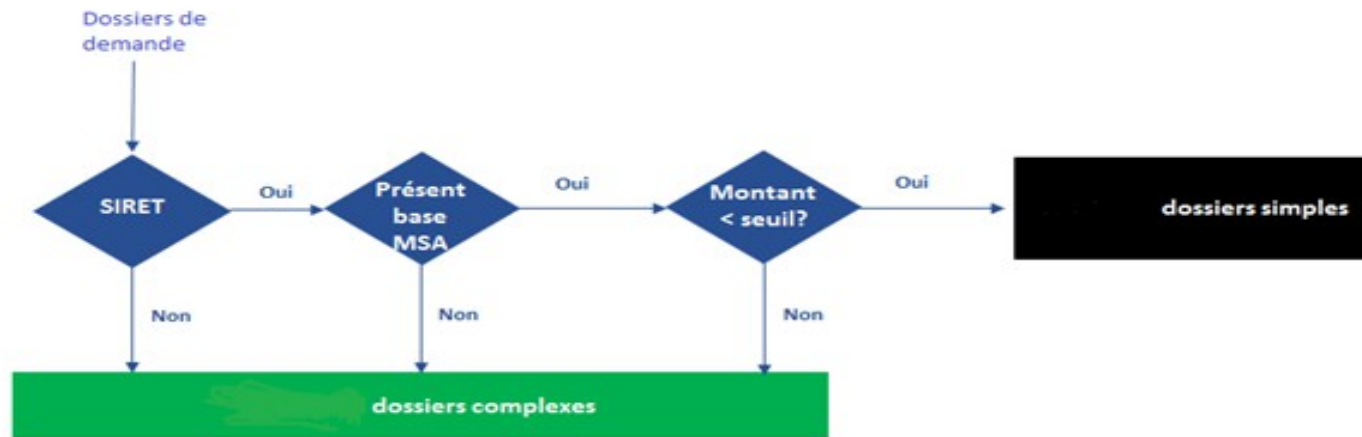 Dossiers de
demande
SIRET
Oui
Présent
base
MSA
Oui
Montant
< seuil?
Oui
dossiers simples
Non
Non
Non
dossiers complexes